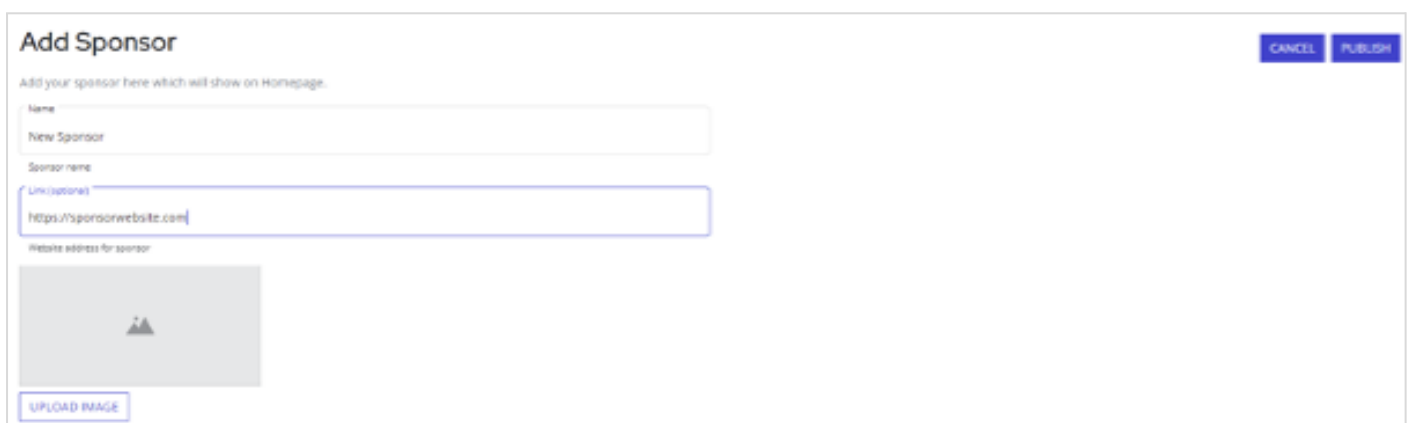 Add Sponsor
CANCEL PUBLISH
Add your sponsor here which will show on Homepage.
Name
New Sponsor
Sponsor name
Link (optional)
https://sponsorwebsite.com
Website address for sponsor
UPLOAD IMAGE